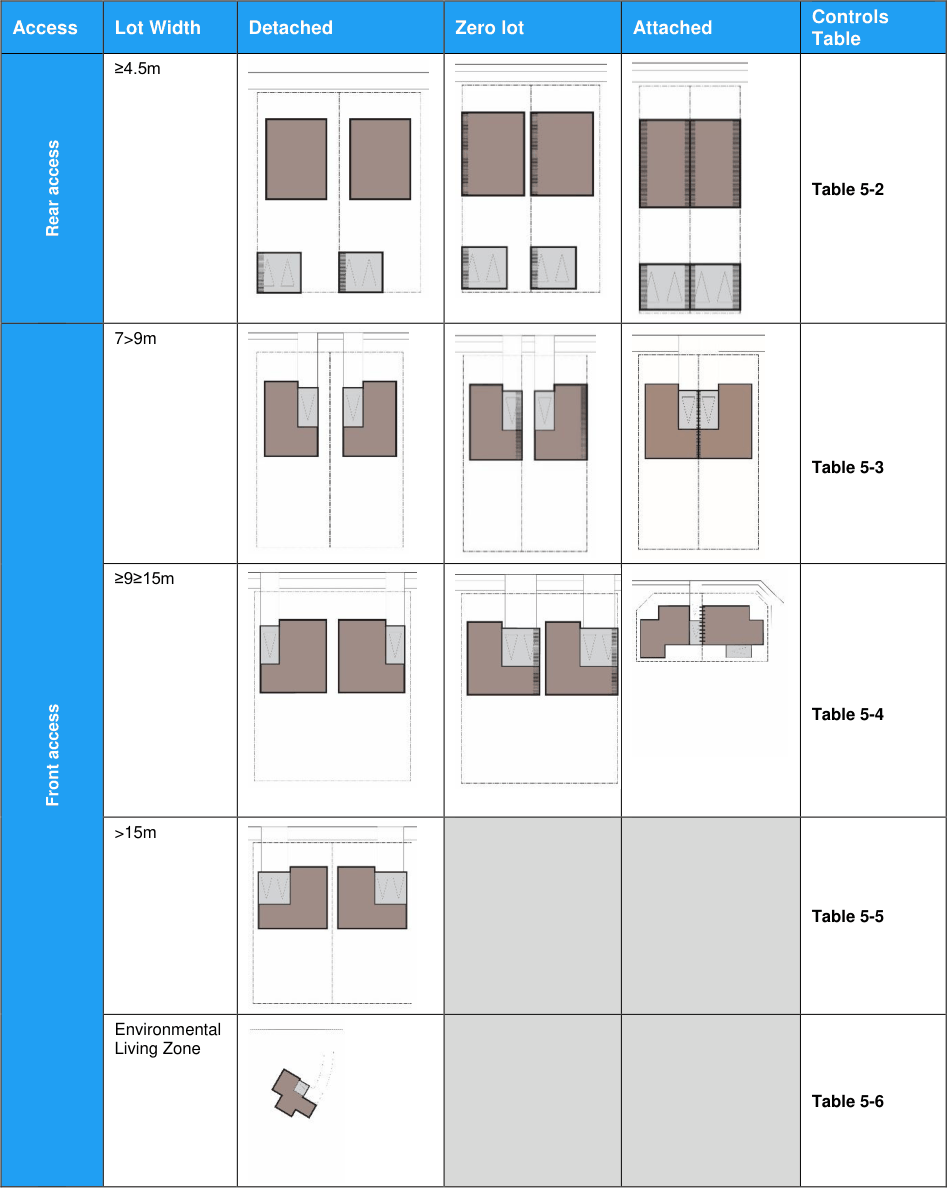 Access
Lot Width
Detached
Zero lot
Attached
Controls
Table
Rear access
≥4.5m
Table 5-2
Front access
7>9m
Table 5-3
≥9≥15m
Table 5-4
>15m
Table 5-5
Environmental
Living Zone
Table 5-6